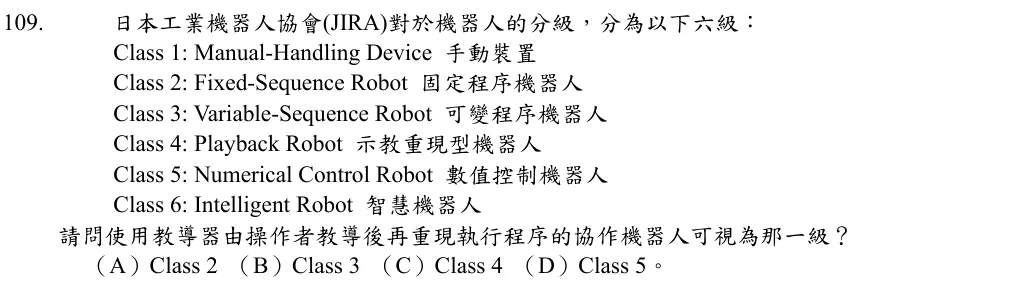 109. 日本工業機器人協會(JIRA)對於機器人的分級，分為以下六級：
Class 1: Manual-Handling Device 手動裝置
Class 2: Fixed-Sequence Robot 固定程序機器人
Class 3: Variable-Sequence Robot 可變程序機器人
Class 4: Playback Robot 示教重現型機器人
Class 5: Numerical Control Robot 數值控制機器人
Class 6: Intelligent Robot 智慧機器人
請問使用教導器由操作者教導後再重現執行程序的協作機器人可視為那一級？
（A）Class 2 （B）Class 3 （C）Class 4 （D）Class 5。